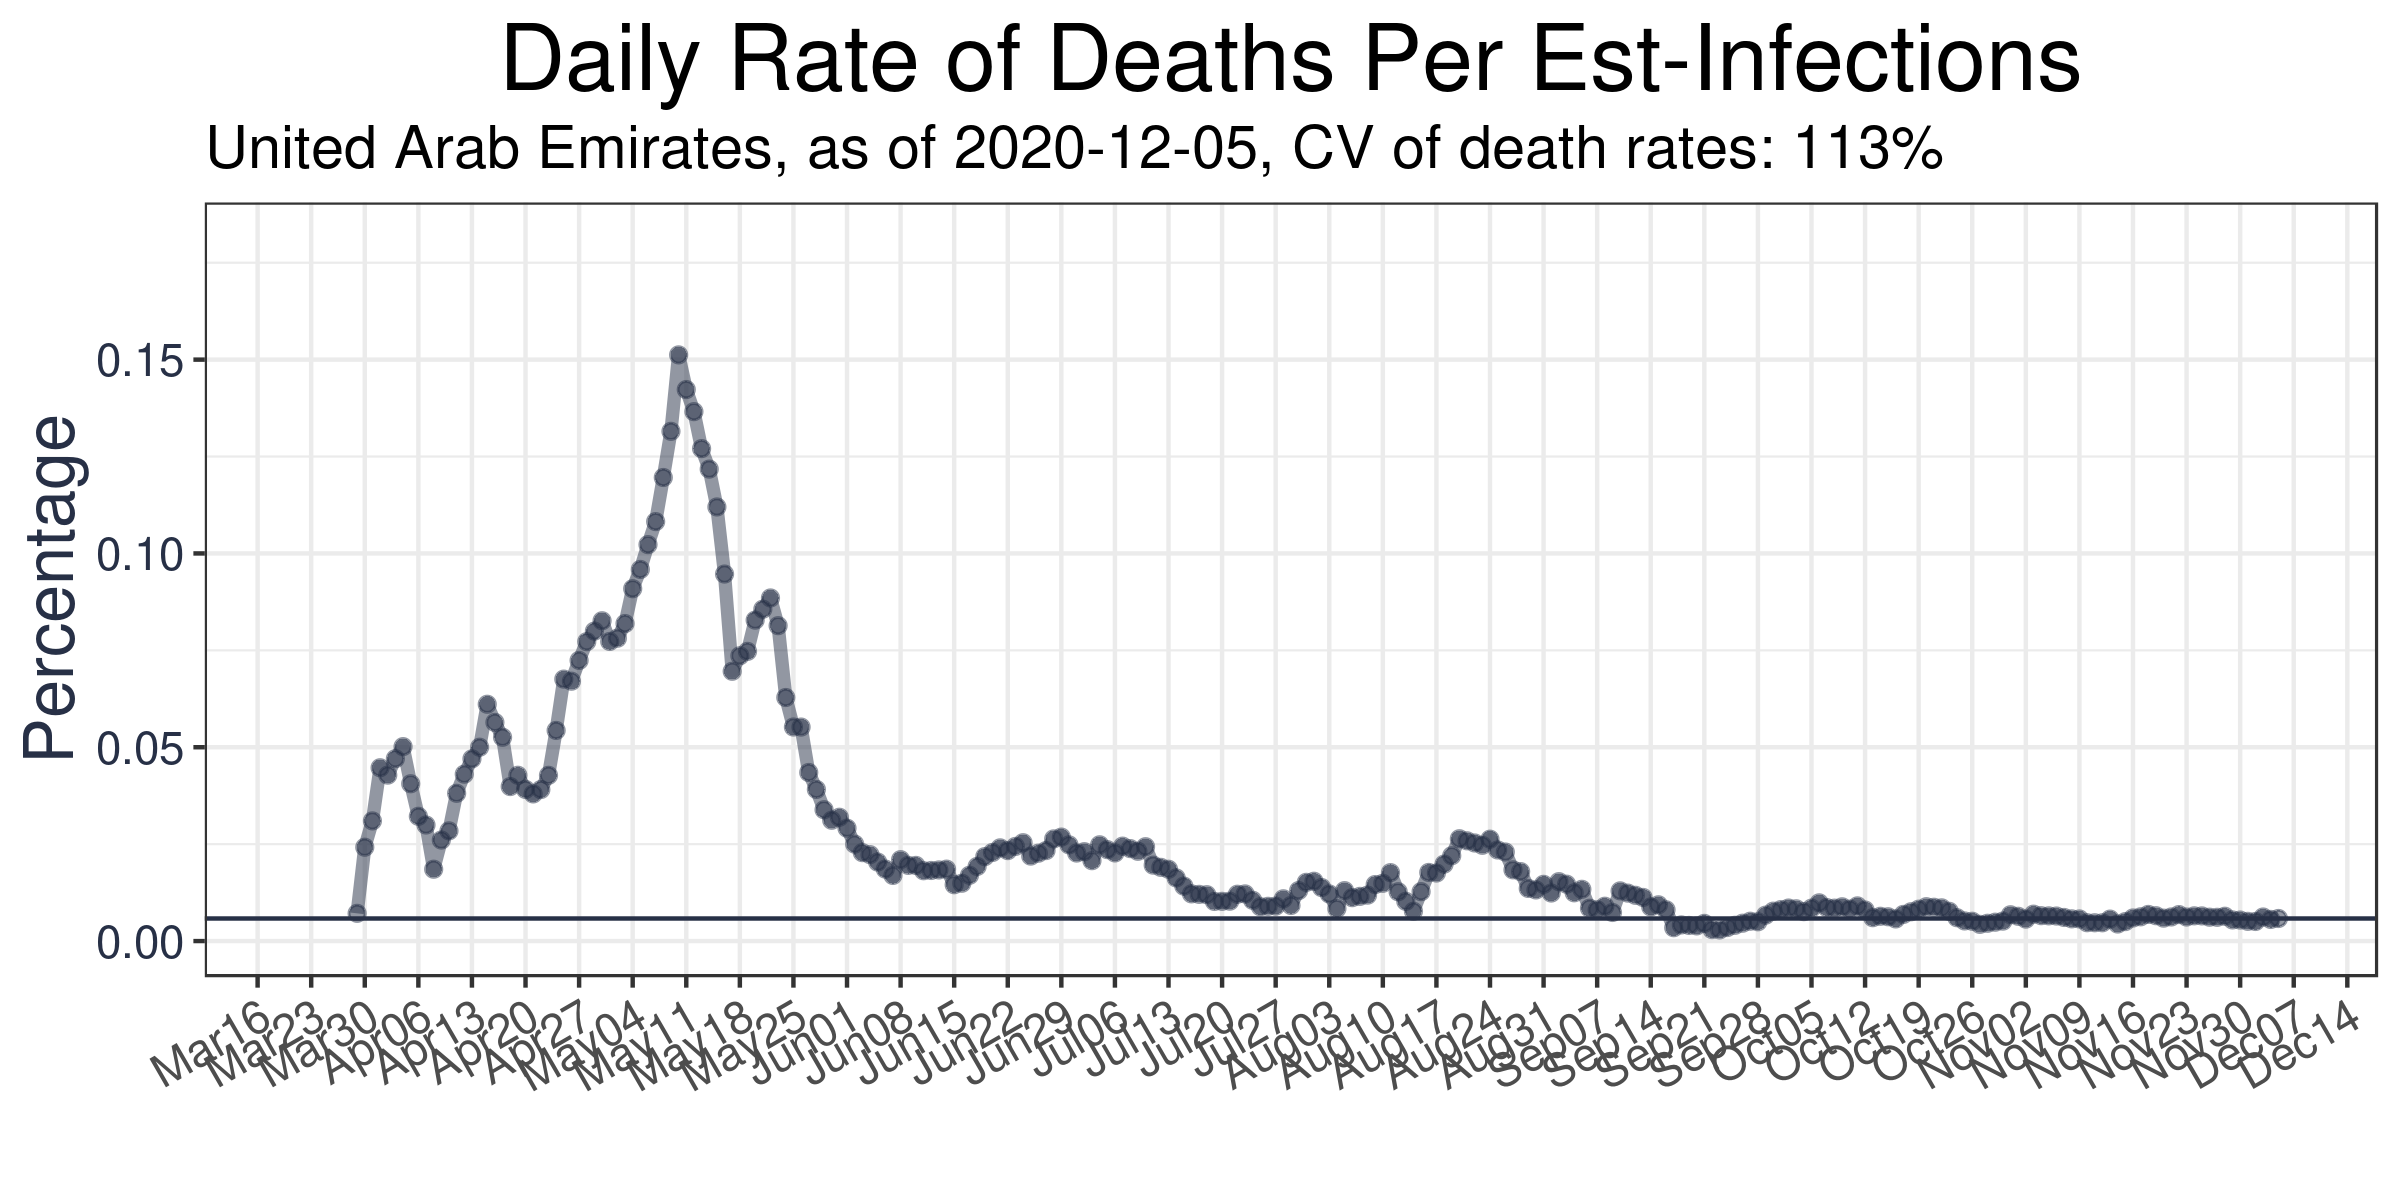 Daily Rate of Deaths Per Est-Infections
United Arab Emirates, as of 2020-12-05, CV of death rates: 113%
Percentage
0.15
0.10
0.05
0.00
Mar16 Mar23 Mar30 Apr06 Apr13 Apr20 Apr27 May04 May11 May18 May25 Jun01 Jun08 Jun15 Jun22 Jun29 Jul06 Jul13 Jul20 Jul27 Aug03 Aug10 Aug17 Aug24 Aug31 Sep07 Sep14 Sep21 Sep28 Oct05 Oct12 Oct19 Oct26 Nov02 Nov09 Nov16 Nov23 Nov30 Dec07 Dec14